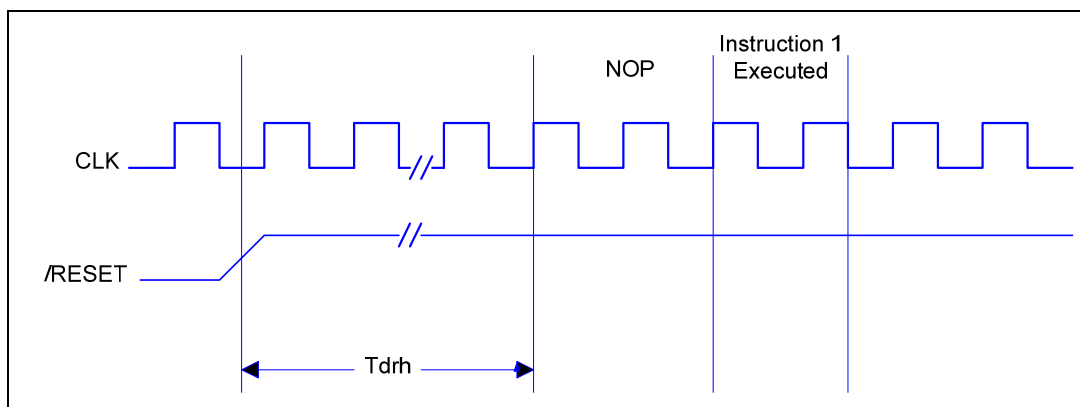 Instruction 1
Executed
NOP
CLK
/RESET
Tdrh